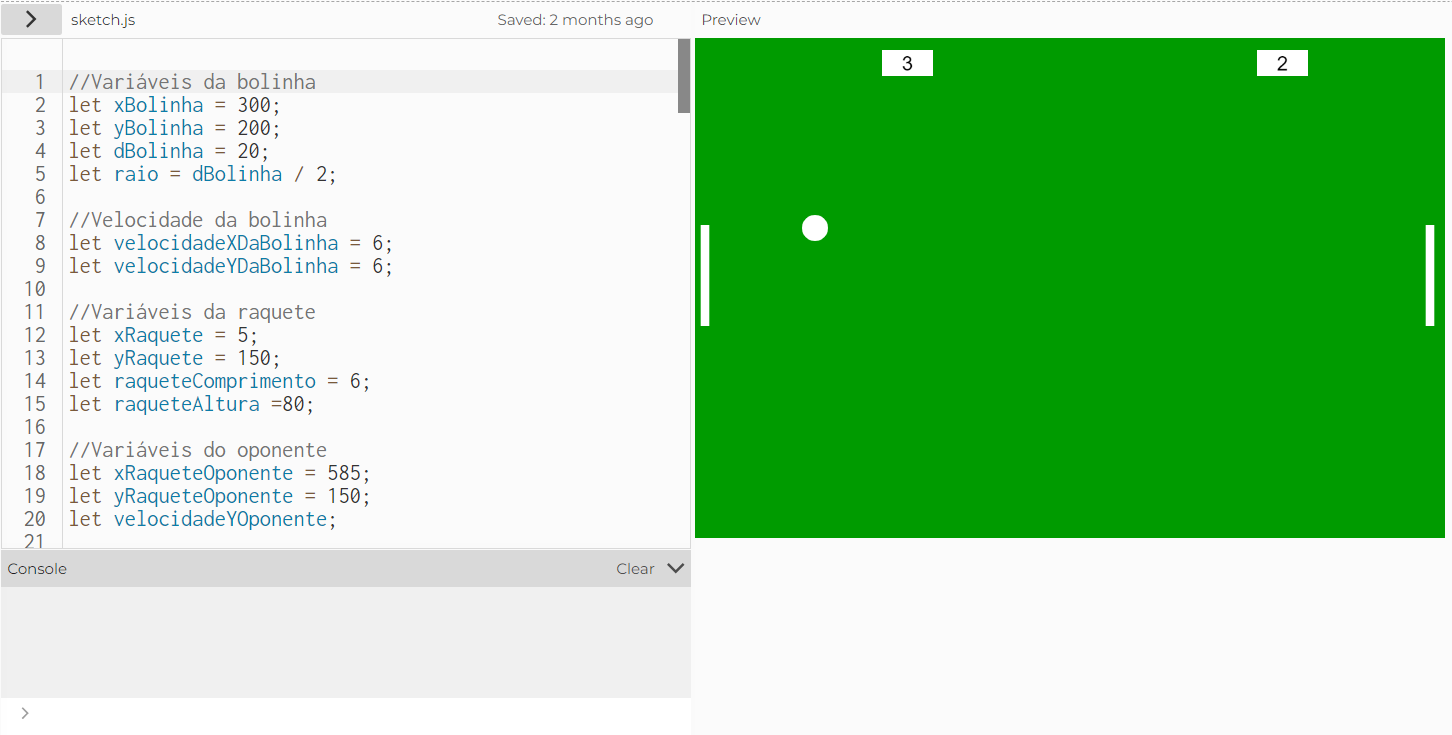 sketch.js
Saved: 2 months ago
Preview
1 //Variáveis da bolinha
2 let xBolinha = 300;
3 let yBolinha = 200;
4 let dBolinha = 20;
5 let raio = dBolinha / 2;
6
7 //Velocidade da bolinha
8 let velocidadeXDaBolinha = 6;
9 let velocidadeYDaBolinha = 6;
10
11 //Variáveis da raquete
12 let xRaquete = 5;
13 let yRaquete = 150;
14 let raqueteComprimento = 6;
15 let raqueteAltura =80;
16
17 //Variáveis do oponente
18 let xRaqueteOponente = 585;
19 let yRaqueteOponente = 150;
20 let velocidadeYOponente;
21
Console
Clear
3
2